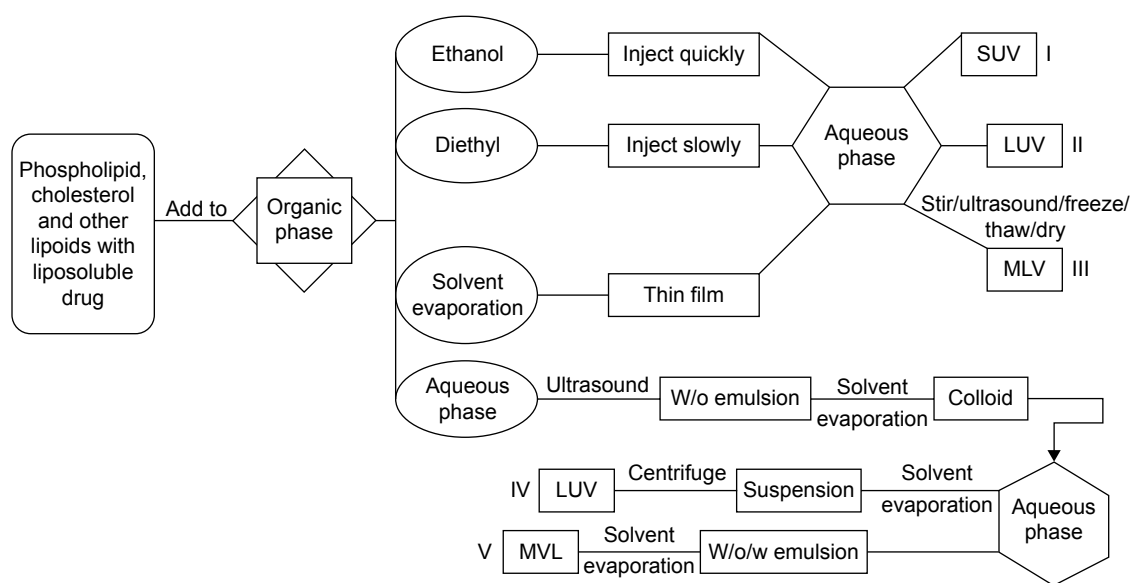 Phospholipid,
cholesterol
and other
lipoids with
liposoluble
drug
Add to
Organic
phase
Ethanol
Inject quickly
Diethyl
Inject slowly
Solvent
evaporation
Thin film
Aqueous
phase
SUV I
LUV II
Stir/ultrasound/freeze/
thaw/dry
MLV III
Aqueous
phase
Ultrasound
W/o emulsion
Solvent
evaporation
Colloid
Aqueous
phase
Solvent
evaporation
Suspension
Centrifuge
IV LUV
W/o/w emulsion
Solvent
evaporation
V MVL